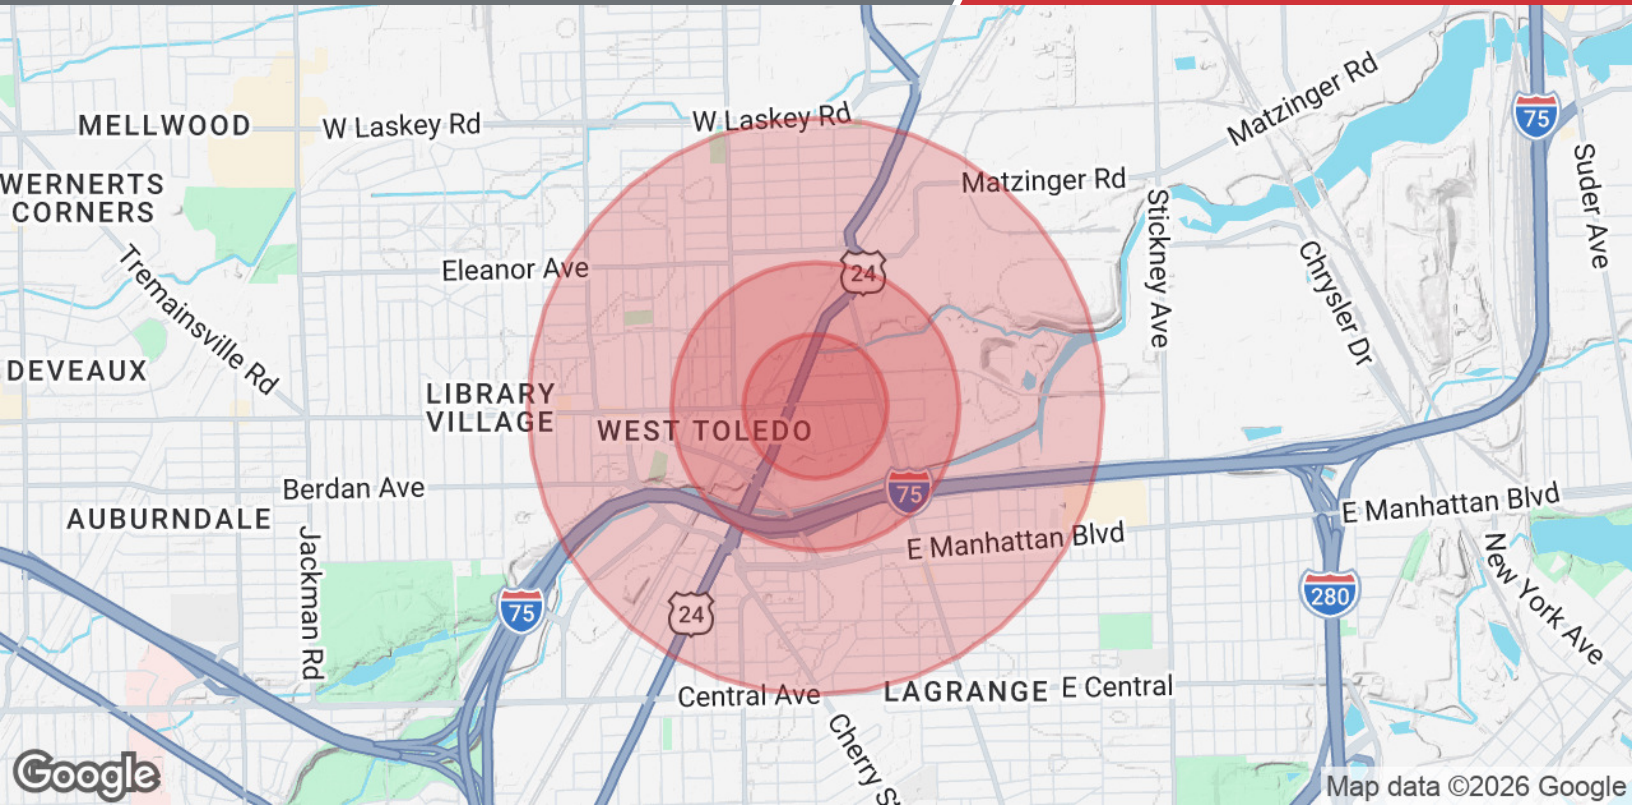 MELLWOOD
W Laskey Rd
W Laskey Rd
Matzinger Rd
75
WERNERTS
CORNERS
Matzinger Rd
Stickney Ave
Suder Ave
Tremainsville Rd
Eleanor Ave
24
Chrysler Dr
DEVEAUX
LIBRARY
VILLAGE
WEST TOLEDO
Berdan Ave
75
E Manhattan Blvd
AUBURNDALE
E Manhattan Blvd
Jackman Rd
75
24
280
New York Ave
Central Ave
LAGRANGE
E Central
Cherry S
Google
Map data ©2026 Google